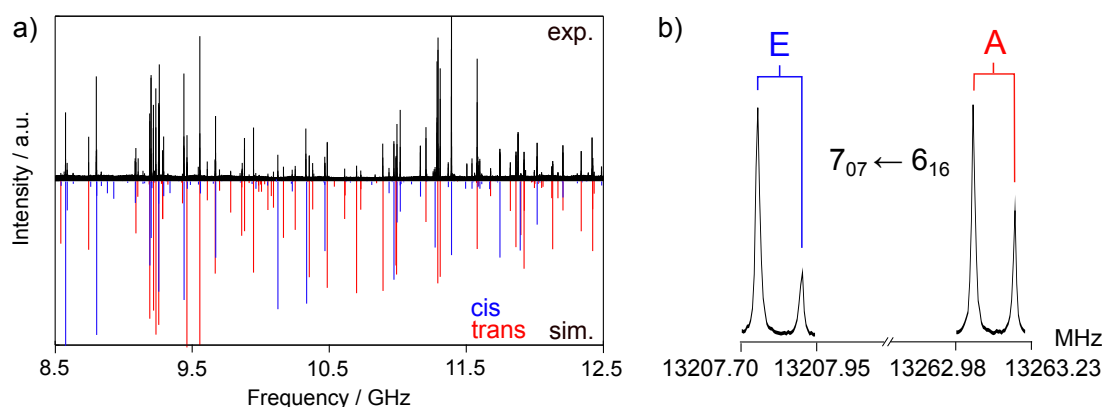 a)
exp.
Intensity / a.u.
cis
trans
sim.
8.5 9.5 10.5 11.5 12.5
Frequency / GHz
b)
E A
7₀₇ ← 6₁₆
MHz
13207.70 13207.95 13262.98 13263.23